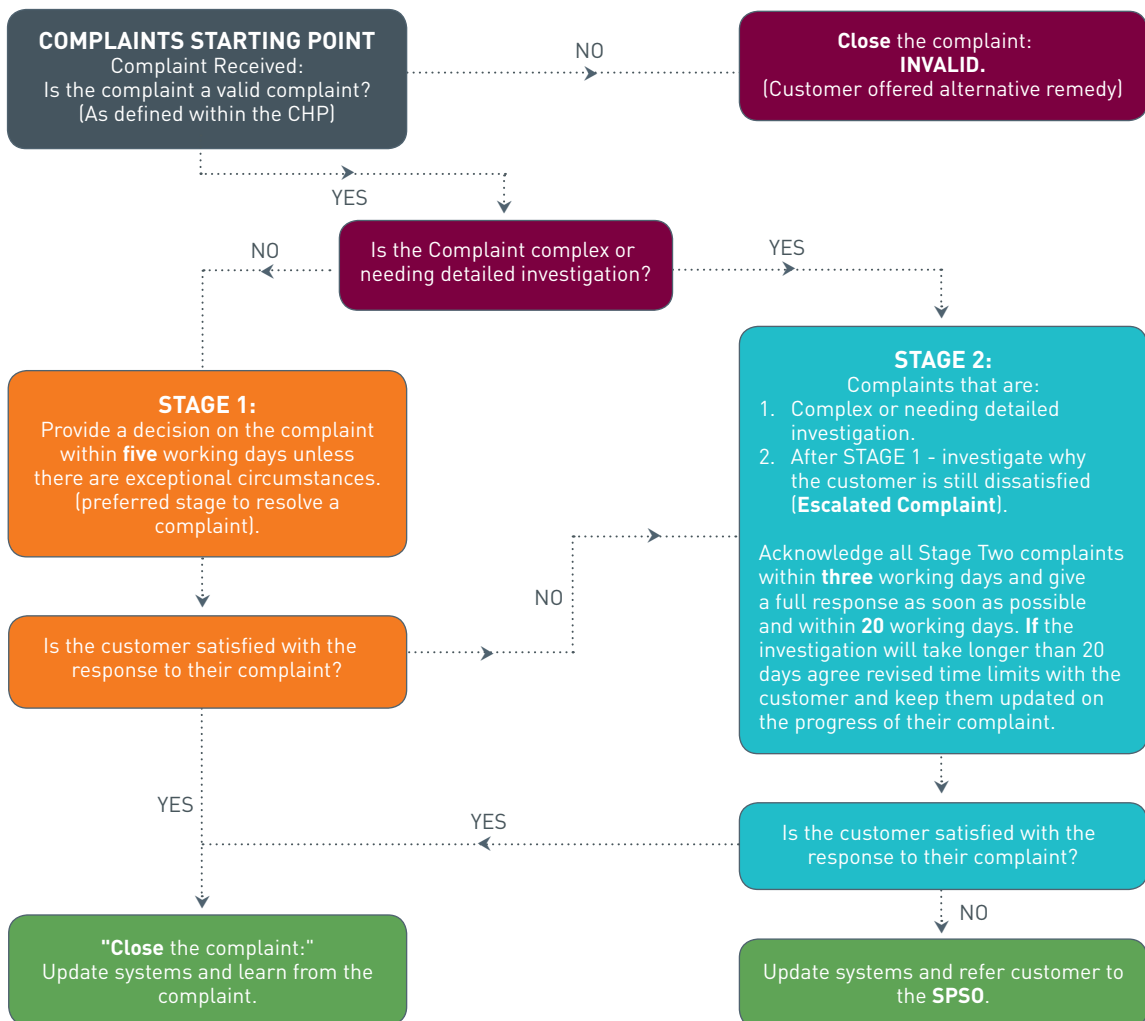 COMPLAINTS STARTING POINT
Complaint Received:
Is the complaint a valid complaint?
(As defined within the CHP)
NO
Close the complaint:
INVALID.
(Customer offered alternative remedy)
YES
Is the Complaint complex or
needing detailed investigation?
NO
YES
STAGE 1:
Provide a decision on the complaint
within five working days unless
there are exceptional circumstances.
(preferred stage to resolve a
complaint).
STAGE 2:
Complaints that are:
1. Complex or needing detailed
investigation.
2. After STAGE 1 - investigate why
the customer is still dissatisfied
(Escalated Complaint).
Acknowledge all Stage Two complaints
within three working days and give
a full response as soon as possible
and within 20 working days. If the
investigation will take longer than 20
days agree revised time limits with the
customer and keep them updated on
the progress of their complaint.
Is the customer satisfied with the
response to their complaint?
NO
YES
Is the customer satisfied with the
response to their complaint?
YES
NO
"Close the complaint:"
Update systems and learn from the
complaint.
Update systems and refer customer to
the SPSO.